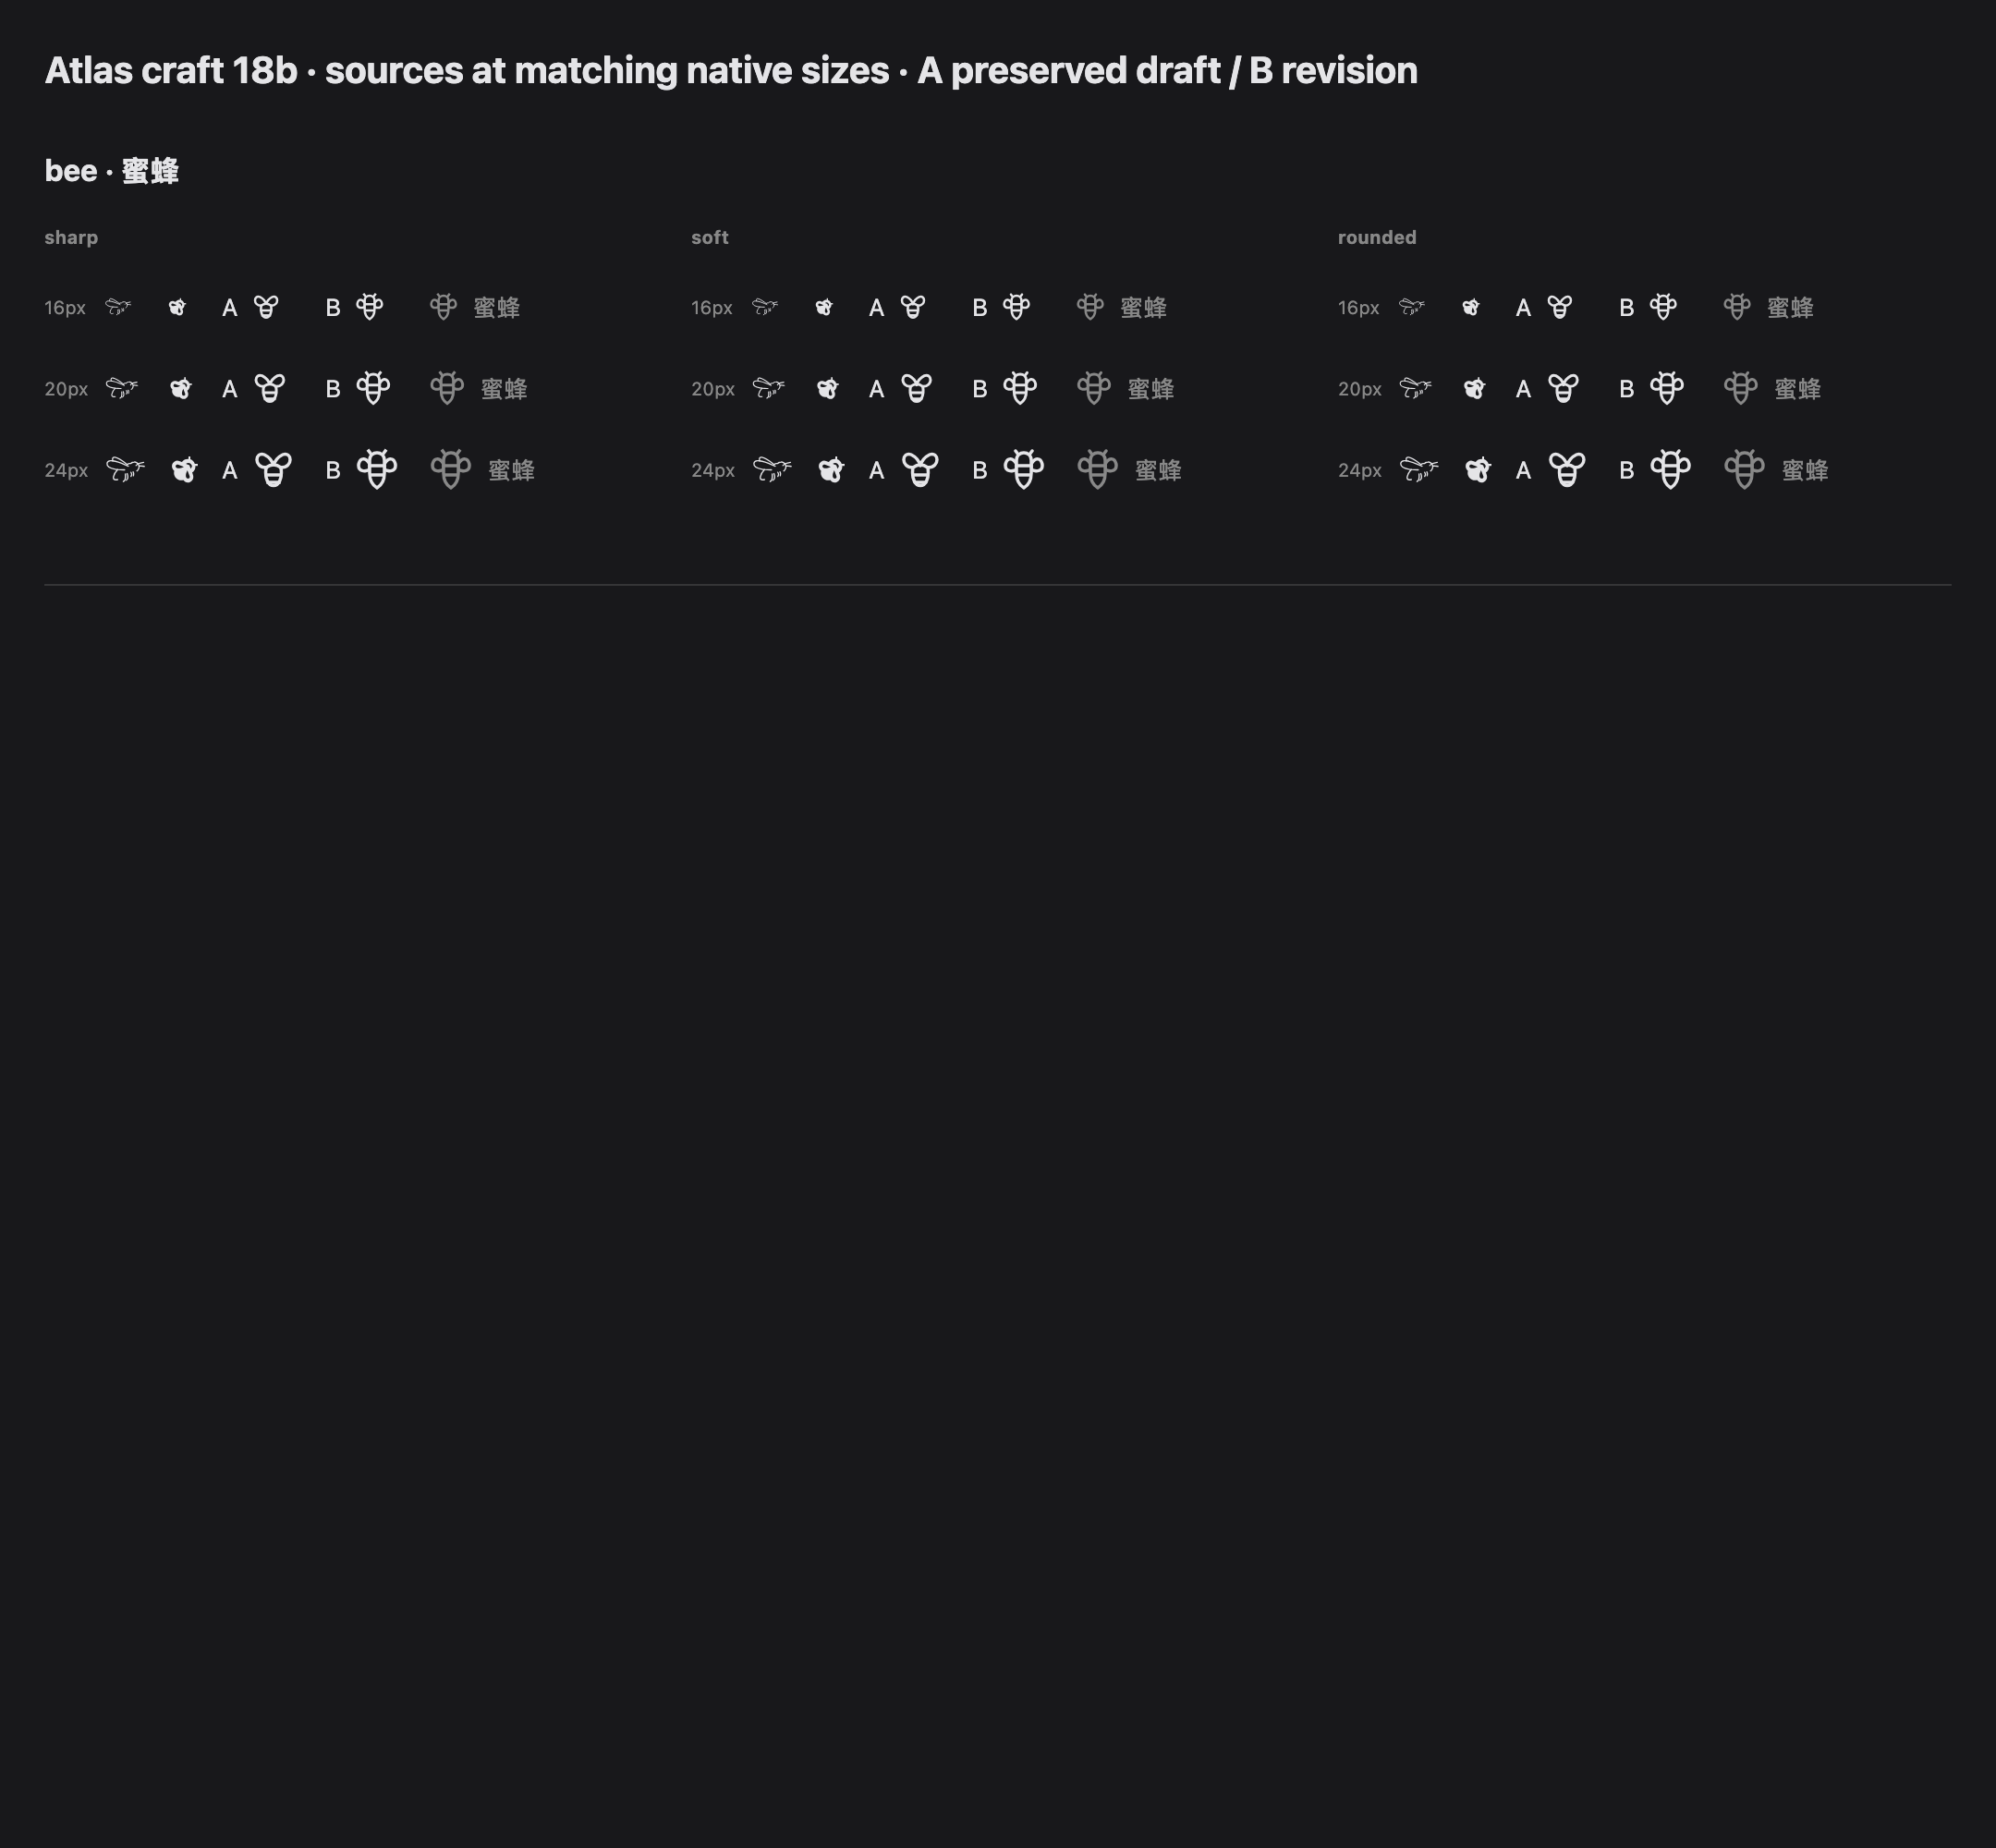 Atlas craft 18b · sources at matching native sizes · A preserved draft / B revision
bee · 蜜蜂
sharp
16px A B 蜜蜂
20px A B 蜜蜂
24px A B 蜜蜂
soft
16px A B 蜜蜂
20px A B 蜜蜂
24px A B 蜜蜂
rounded
16px A B 蜜蜂
20px A B 蜜蜂
24px A B 蜜蜂